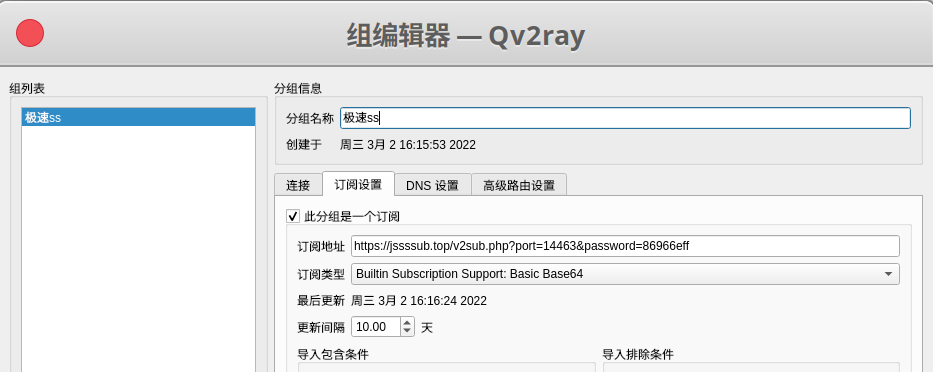 组编辑器 — Qv2ray
组列表
极速ss
分组信息
分组名称 极速ss
创建于 周三 3月 2 16:15:53 2022
连接 订阅设置 DNS 设置 高级路由设置
此分组是一个订阅
订阅地址 https://jssssub.top/v2sub.php?port=14463&password=86966eff
订阅类型 Builtin Subscription Support: Basic Base64
最后更新 周三 3月 2 16:16:24 2022
更新间隔 10.00 天
导入包含条件 导入排除条件